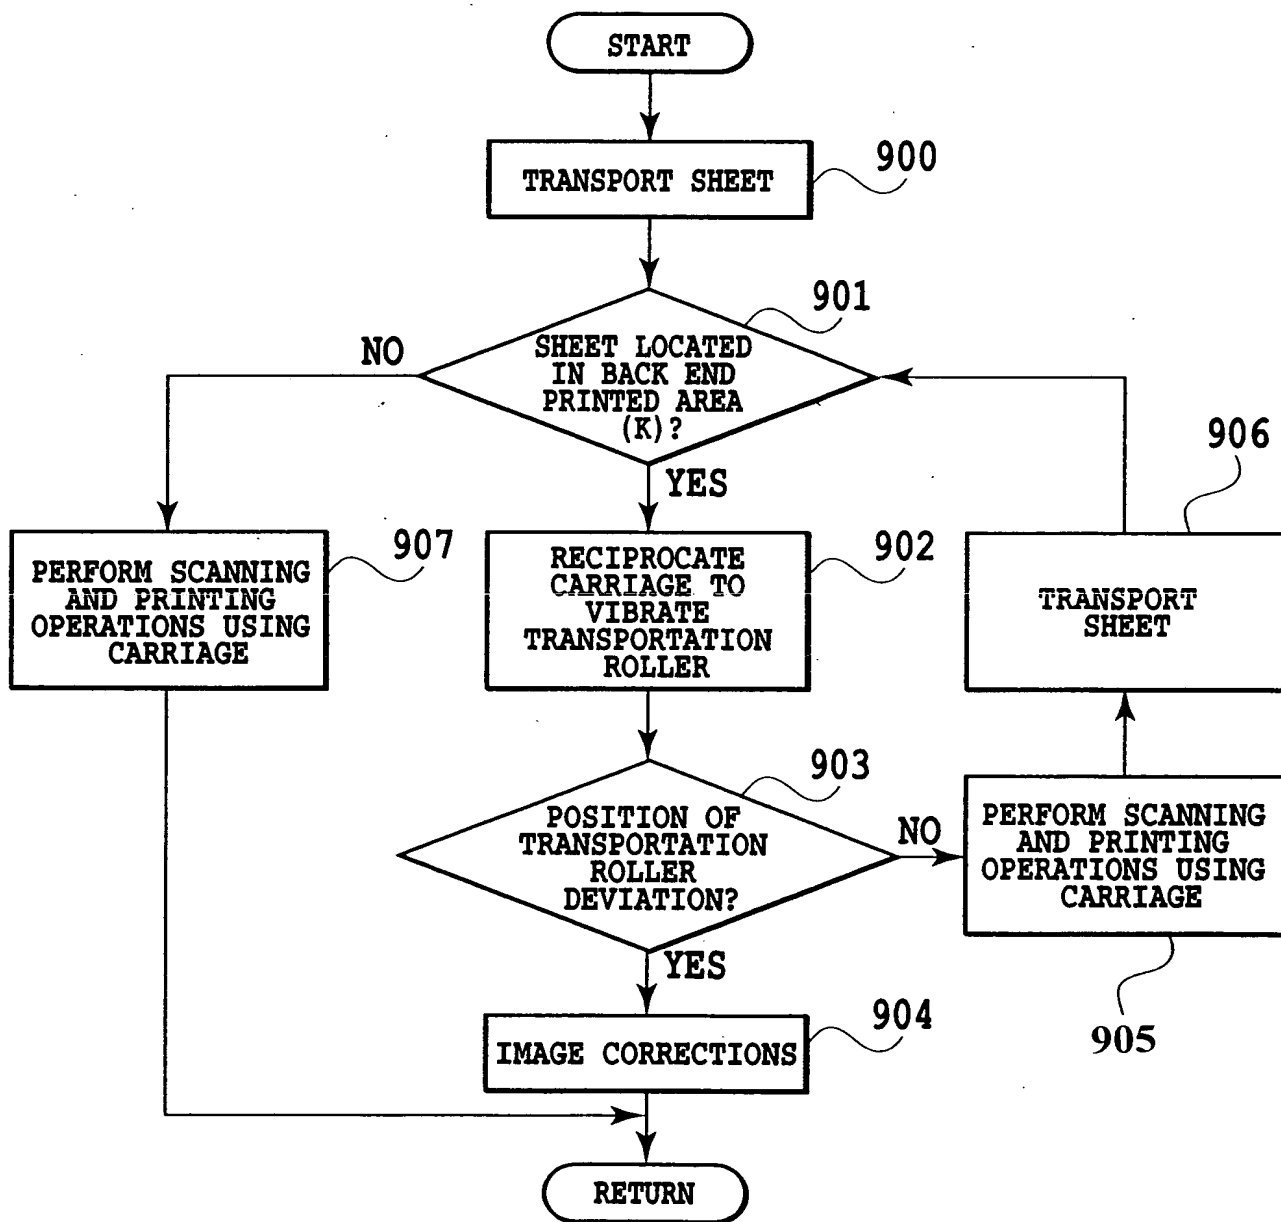 START
TRANSPORT SHEET
900
SHEET LOCATED
IN BACK END
PRINTED AREA
(K)?
901
NO
YES
PERFORM SCANNING
AND PRINTING
OPERATIONS USING
CARRIAGE
907
RECIPROCATE
CARRIAGE TO
VIBRATE
TRANSPORTATION
ROLLER
902
TRANSPORT
SHEET
906
POSITION OF
TRANSPORTATION
ROLLER
DEVIATION?
903
NO
YES
PERFORM SCANNING
AND PRINTING
OPERATIONS USING
CARRIAGE
905
IMAGE CORRECTIONS
904
RETURN